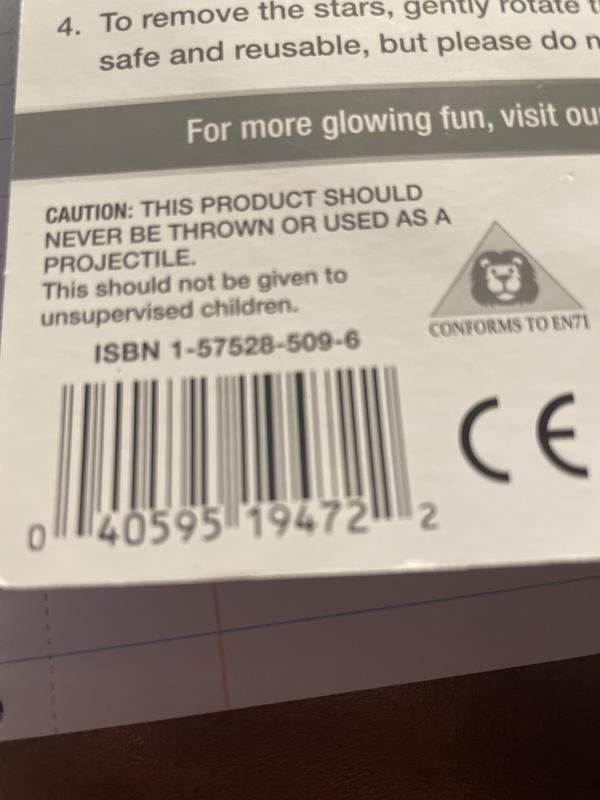 4. To remove the stars, gently rotate
safe and reusable, but please do
For more glowing fun, visit
CAUTION: THIS PRODUCT SHOULD
NEVER BE THROWN OR USED AS A
PROJECTILE.
This should not be given to
unsupervised children.
CONFORMS TO EN71
ISBN 1-57528-509-6
CE
0 40595 19472 2